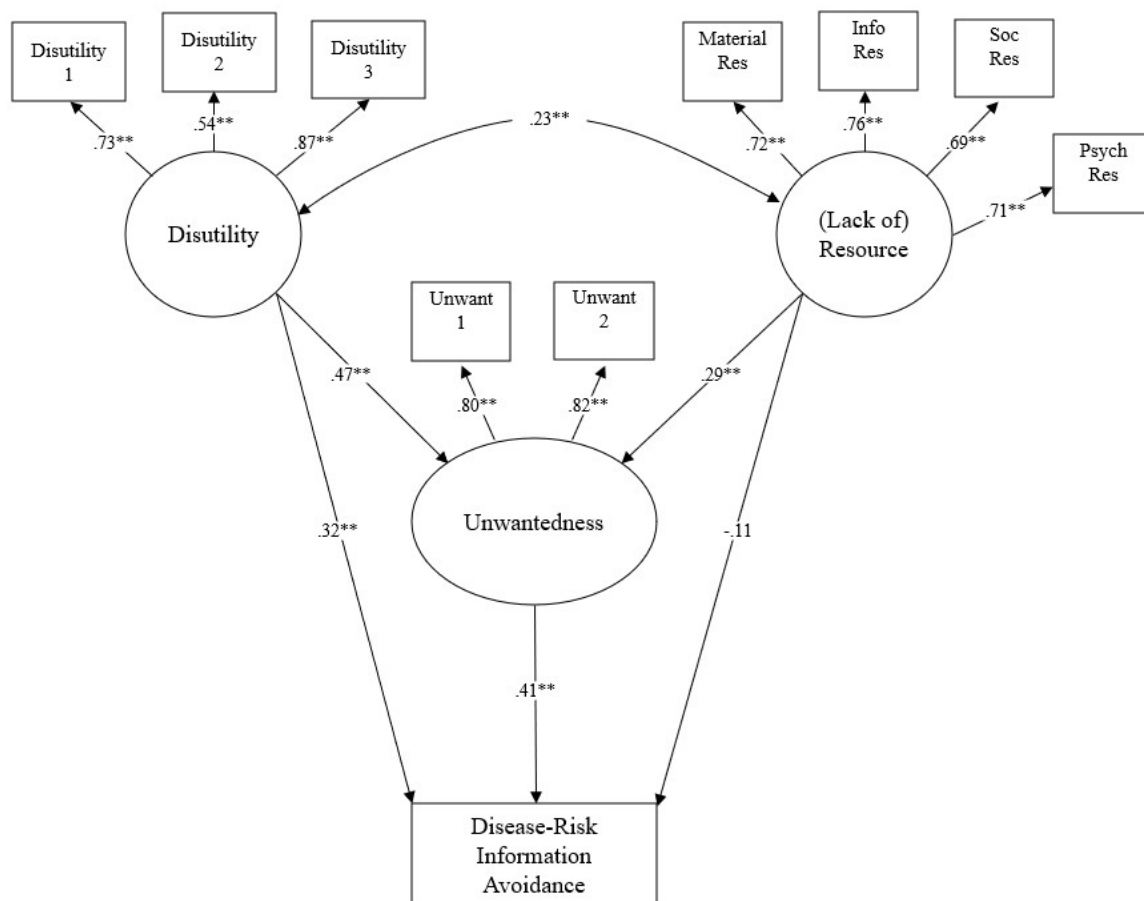 Disutility
1
Disutility
2
Disutility
3
Material
Res
Info
Res
Soc
Res
Psych
Res
.73**
.54**
.87**
.23**
.72**
.76**
.69**
.71**
Disutility
(Lack of)
Resource
Unwant
1
Unwant
2
.47**
.80**
.82**
.29**
Unwantedness
.32**
-.11
.41**
Disease-Risk
Information
Avoidance